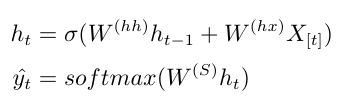 h_t = σ(W^{(hh)} h_{t−1} + W^{(hx)} X_{[t]})
ŷ_t = softmax(W^{(S)} h_t)